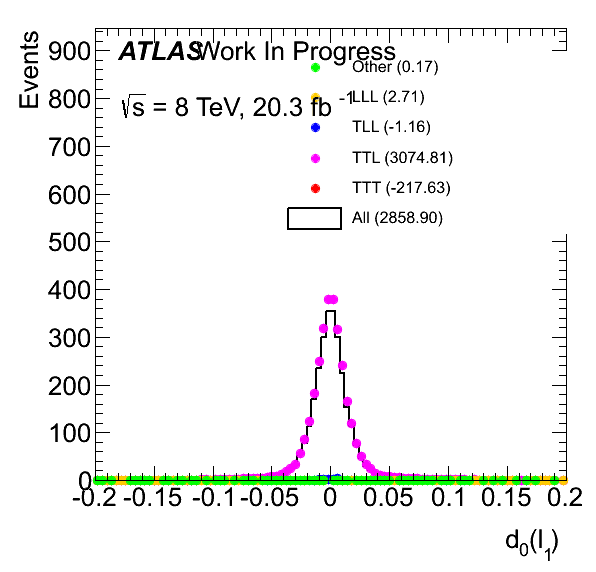 ATLAS Work In Progress
Other (0.17)
√s = 8 TeV, 20.3 fb -1
LLL (2.71)
TLL (-1.16)
TTL (3074.81)
TTT (-217.63)
All (2858.90)
Events
900
800
700
600
500
400
300
200
100
0
-0.2 -0.15 -0.1 -0.05 0 0.05 0.1 0.15 0.2
d0(l1)